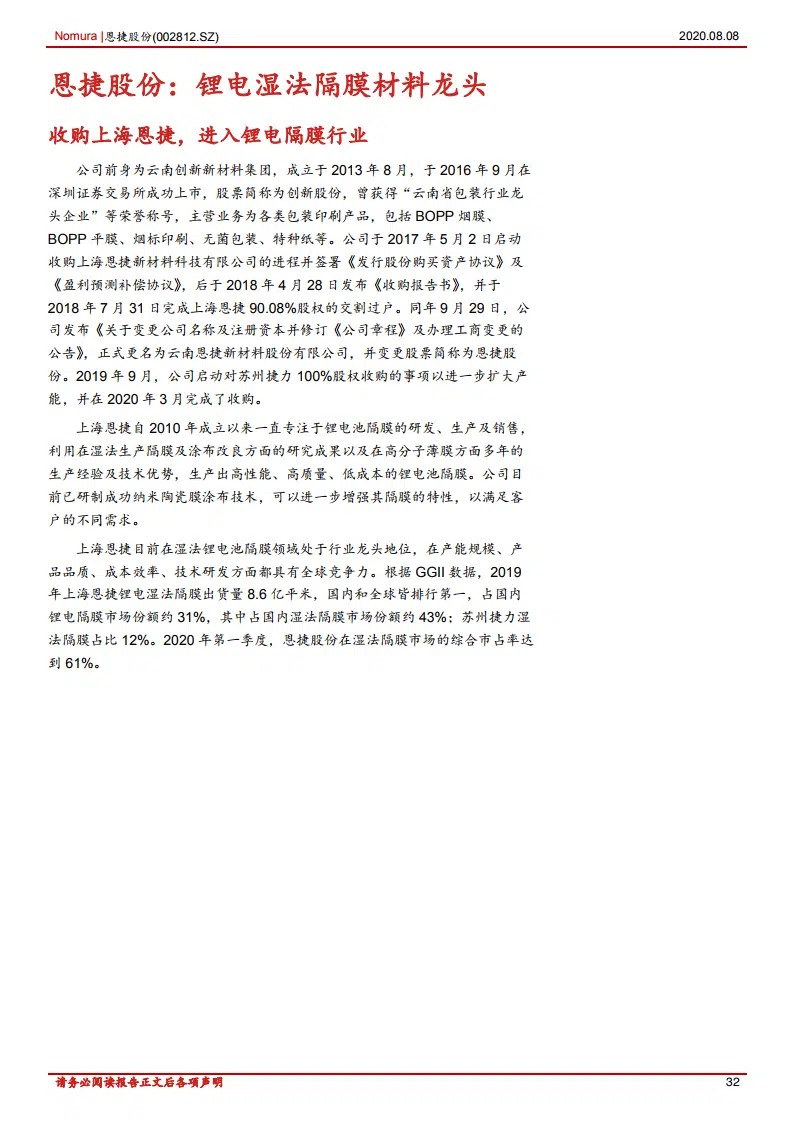 Nomura |恩捷股份(002812.SZ)
2020.08.08
恩捷股份：锂电湿法隔膜材料龙头
收购上海恩捷，进入锂电隔膜行业
公司前身为云南创新新材料集团，成立于 2013 年 8 月，于 2016 年 9 月在
深圳证券交易所成功上市，股票简称为创新股份，曾获得“云南省包装行业龙
头企业”等荣誉称号，主营业务为各类包装印刷产品，包括 BOPP 烟膜、
BOPP 平膜、烟标印刷、无菌包装、特种纸等。公司于 2017 年 5 月 2 日启动
收购上海恩捷新材料科技有限公司的进程并签署《发行股份购买资产协议》及
《盈利预测补偿协议》，后于 2018 年 4 月 28 日发布《收购报告书》，并于
2018 年 7 月 31 日完成上海恩捷 90.08%股权的交割过户。同年 9 月 29 日，公
司发布《关于变更公司名称及注册资本并修订《公司章程》及办理工商变更的
公告》，正式更名为云南恩捷新材料股份有限公司，并变更股票简称为恩捷股
份。2019 年 9 月，公司启动对苏州捷力 100%股权收购的事项以进一步扩大产
能，并在 2020 年 3 月完成了收购。
上海恩捷自 2010 年成立以来一直专注于锂电池隔膜的研发、生产及销售，
利用在湿法生产隔膜及涂布改良方面的研究成果以及在高分子薄膜方面多年的
生产经验及技术优势，生产出高性能、高质量、低成本的锂电池隔膜。公司目
前已研制成功纳米陶瓷膜涂布技术，可以进一步增强其隔膜的特性，以满足客
户的不同需求。
上海恩捷目前在湿法锂电池隔膜领域处于行业龙头地位，在产能规模、产
品品质、成本效率、技术研发方面都具有全球竞争力。根据 GGII 数据，2019
年上海恩捷锂电湿法隔膜出货量 8.6 亿平米，国内和全球皆排行第一，占国内
锂电隔膜市场份额约 31%，其中占国内湿法隔膜市场份额约 43%；苏州捷力湿
法隔膜占比 12%。2020 年第一季度，恩捷股份在湿法隔膜市场的综合市占率达
到 61%。
请务必阅读报告正文后各项声明
32